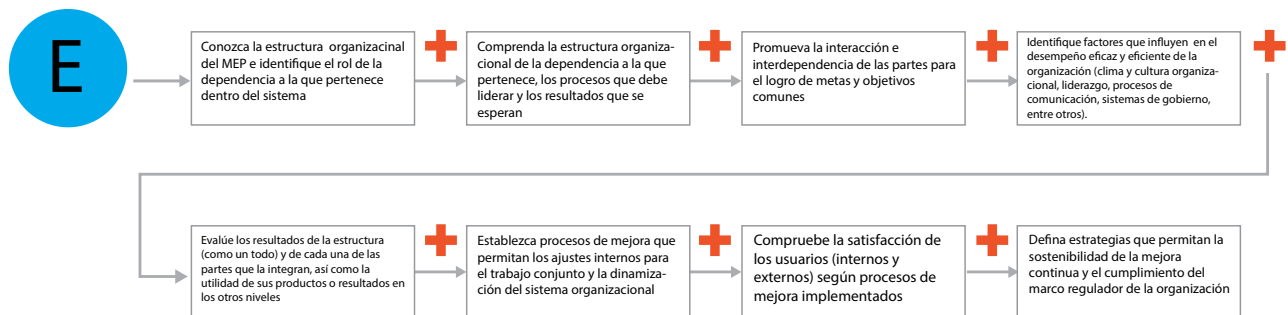 E
Conozca la estructura organizacinal
del MEP e identifique el rol de la
dependencia a la que pertenece
dentro del sistema
Comprenda la estructura organiza-
cional de la dependencia a la que
pertenece, los procesos que debe
liderar y los resultados que se
esperan
Promueva la interacción e
interdependencia de las partes para
el logro de metas y objetivos
comunes
Identifique factores que influyen en el
desempeño eficaz y eficiente de la
organización (clima y cultura organiza-
cional, liderazgo, procesos de
comunicación, sistemas de gobierno,
entre otros).
Evalúe los resultados de la estructura
(como un todo) y de cada una de las
partes que la integran, así como la
utilidad de sus productos o resultados en
los otros niveles
Establezca procesos de mejora que
permitan los ajustes internos para
el trabajo conjunto y la dinamiza-
ción del sistema organizacional
Compruebe la satisfacción de
los usuarios (internos y
externos) según procesos de
mejora implementados
Defina estrategias que permitan la
sostenibilidad de la mejora
continua y el cumplimiento del
marco regulador de la organización